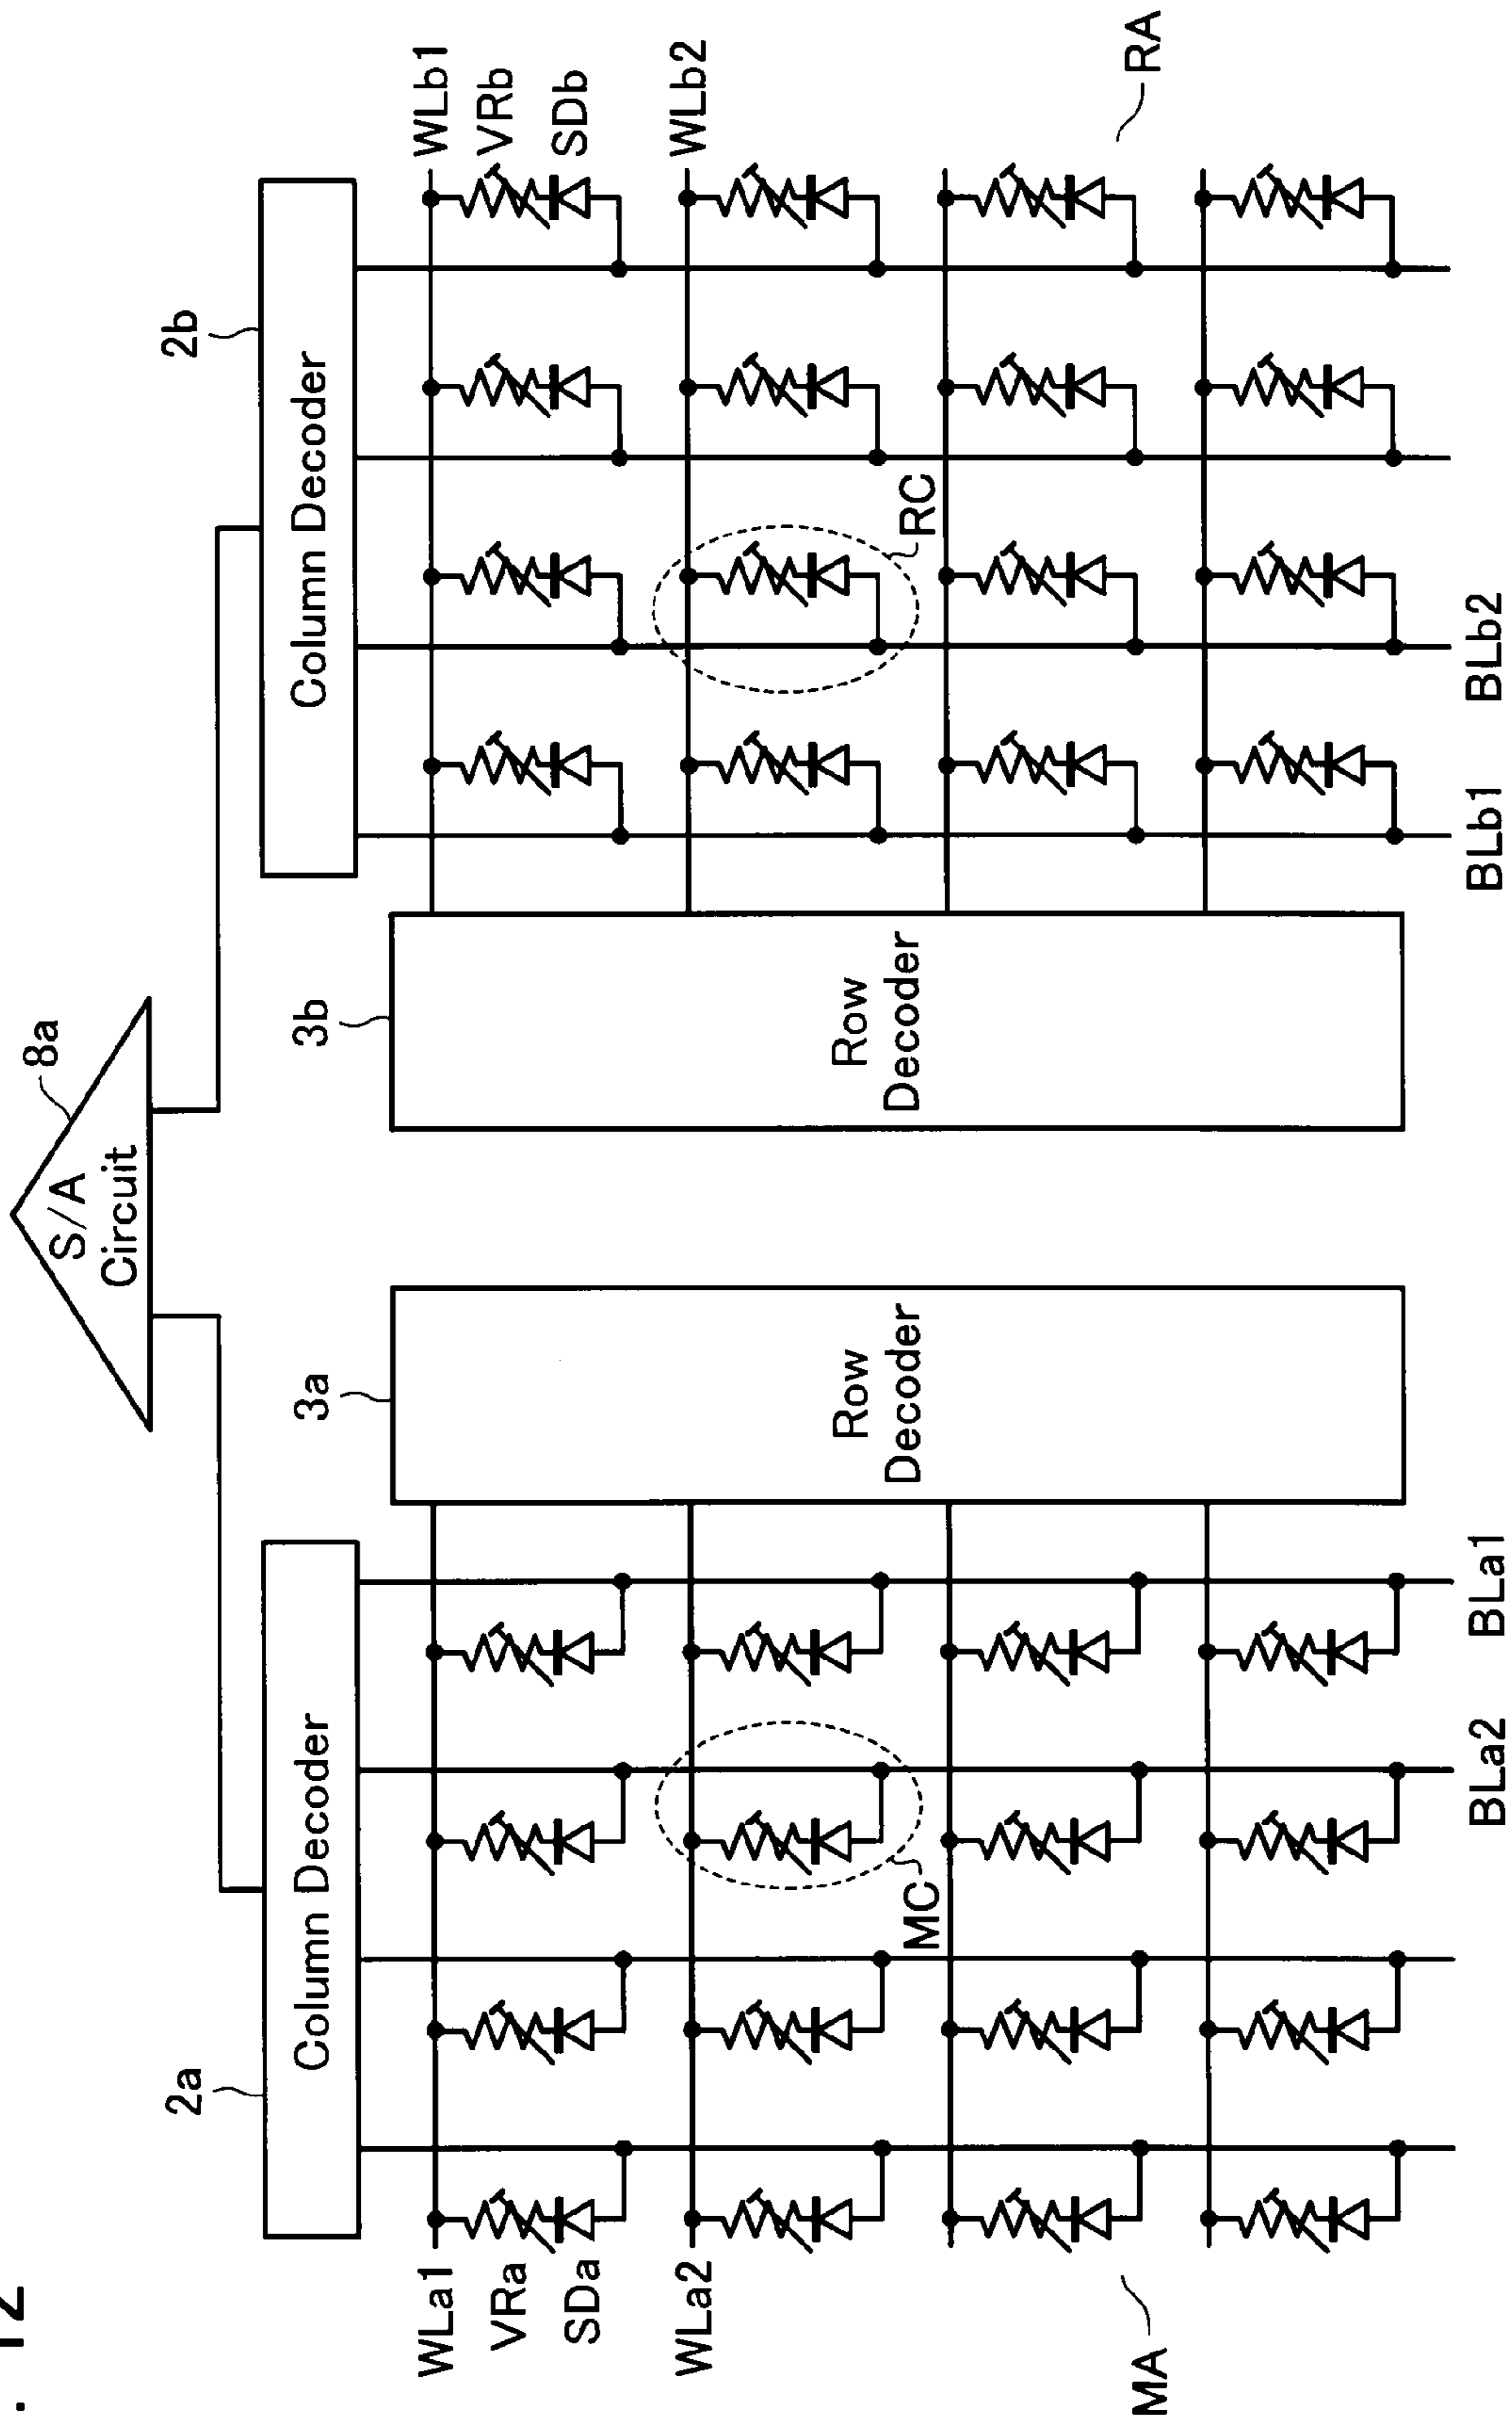 . 12
S/A
Circuit
8a
2a
Column Decoder
2b
Column Decoder
3a
Row
Decoder
3b
Row
Decoder
WLa1
VRa
SDa
WLa2
MC
MA
BLa2
BLa1
WLb1
VRb
SDb
WLb2
RC
RA
BLb1
BLb2